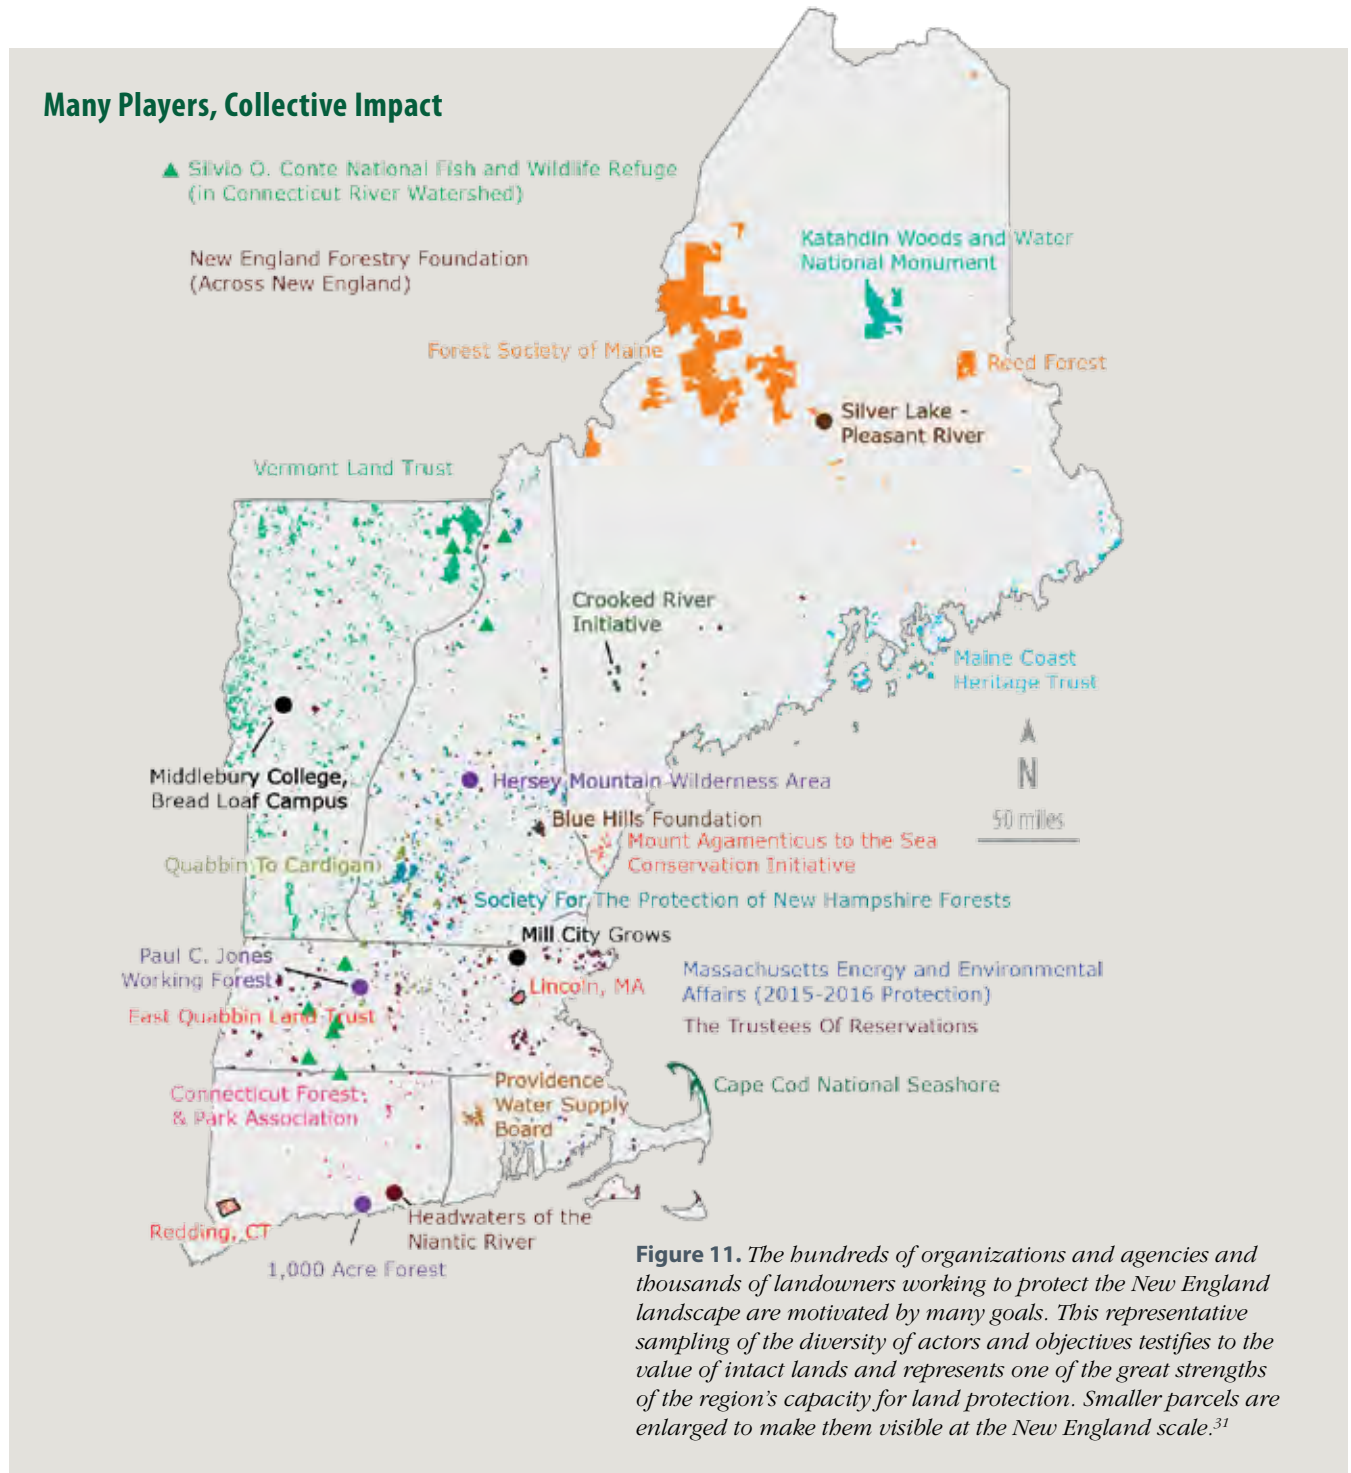 Many Players, Collective Impact
Silvio O. Conte National Fish and Wildlife Refuge
(in Connecticut River Watershed)
New England Forestry Foundation
(Across New England)
Katahdin Woods and Water
National Monument
Forest Society of Maine
Reed Forest
Silver Lake -
Pleasant River
Vermont Land Trust
Crooked River
Initiative
Maine Coast
Heritage Trust
N
50 miles
Middlebury College,
Bread Loaf Campus
Hersey Mountain Wilderness Area
Blue Hills Foundation
Mount Agamenticus to the Sea
Conservation Initiative
Quabbin To Cardigan
Society For The Protection of New Hampshire Forests
Mill City Grows
Paul C. Jones
Working Forest
Lincoln, MA
Massachusetts Energy and Environmental
Affairs (2015-2016 Protection)
East Quabbin Land Trust
The Trustees Of Reservations
Connecticut Forest
& Park Association
Providence
Water Supply
Board
Cape Cod National Seashore
Redding, CT
Headwaters of the
Niantic River
1,000 Acre Forest
Figure 11. The hundreds of organizations and agencies and
thousands of landowners working to protect the New England
landscape are motivated by many goals. This representative
sampling of the diversity of actors and objectives testifies to the
value of intact lands and represents one of the great strengths
of the region's capacity for land protection. Smaller parcels are
enlarged to make them visible at the New England scale.31